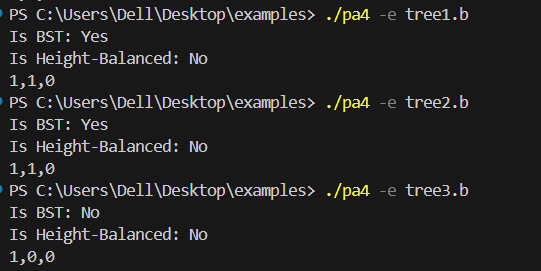 PS C:\Users\Dell\Desktop\examples> ./pa4 -e tree1.b
Is BST: Yes
Is Height-Balanced: No
1,1,0
PS C:\Users\Dell\Desktop\examples> ./pa4 -e tree2.b
Is BST: Yes
Is Height-Balanced: No
1,1,0
PS C:\Users\Dell\Desktop\examples> ./pa4 -e tree3.b
Is BST: No
Is Height-Balanced: No
1,0,0